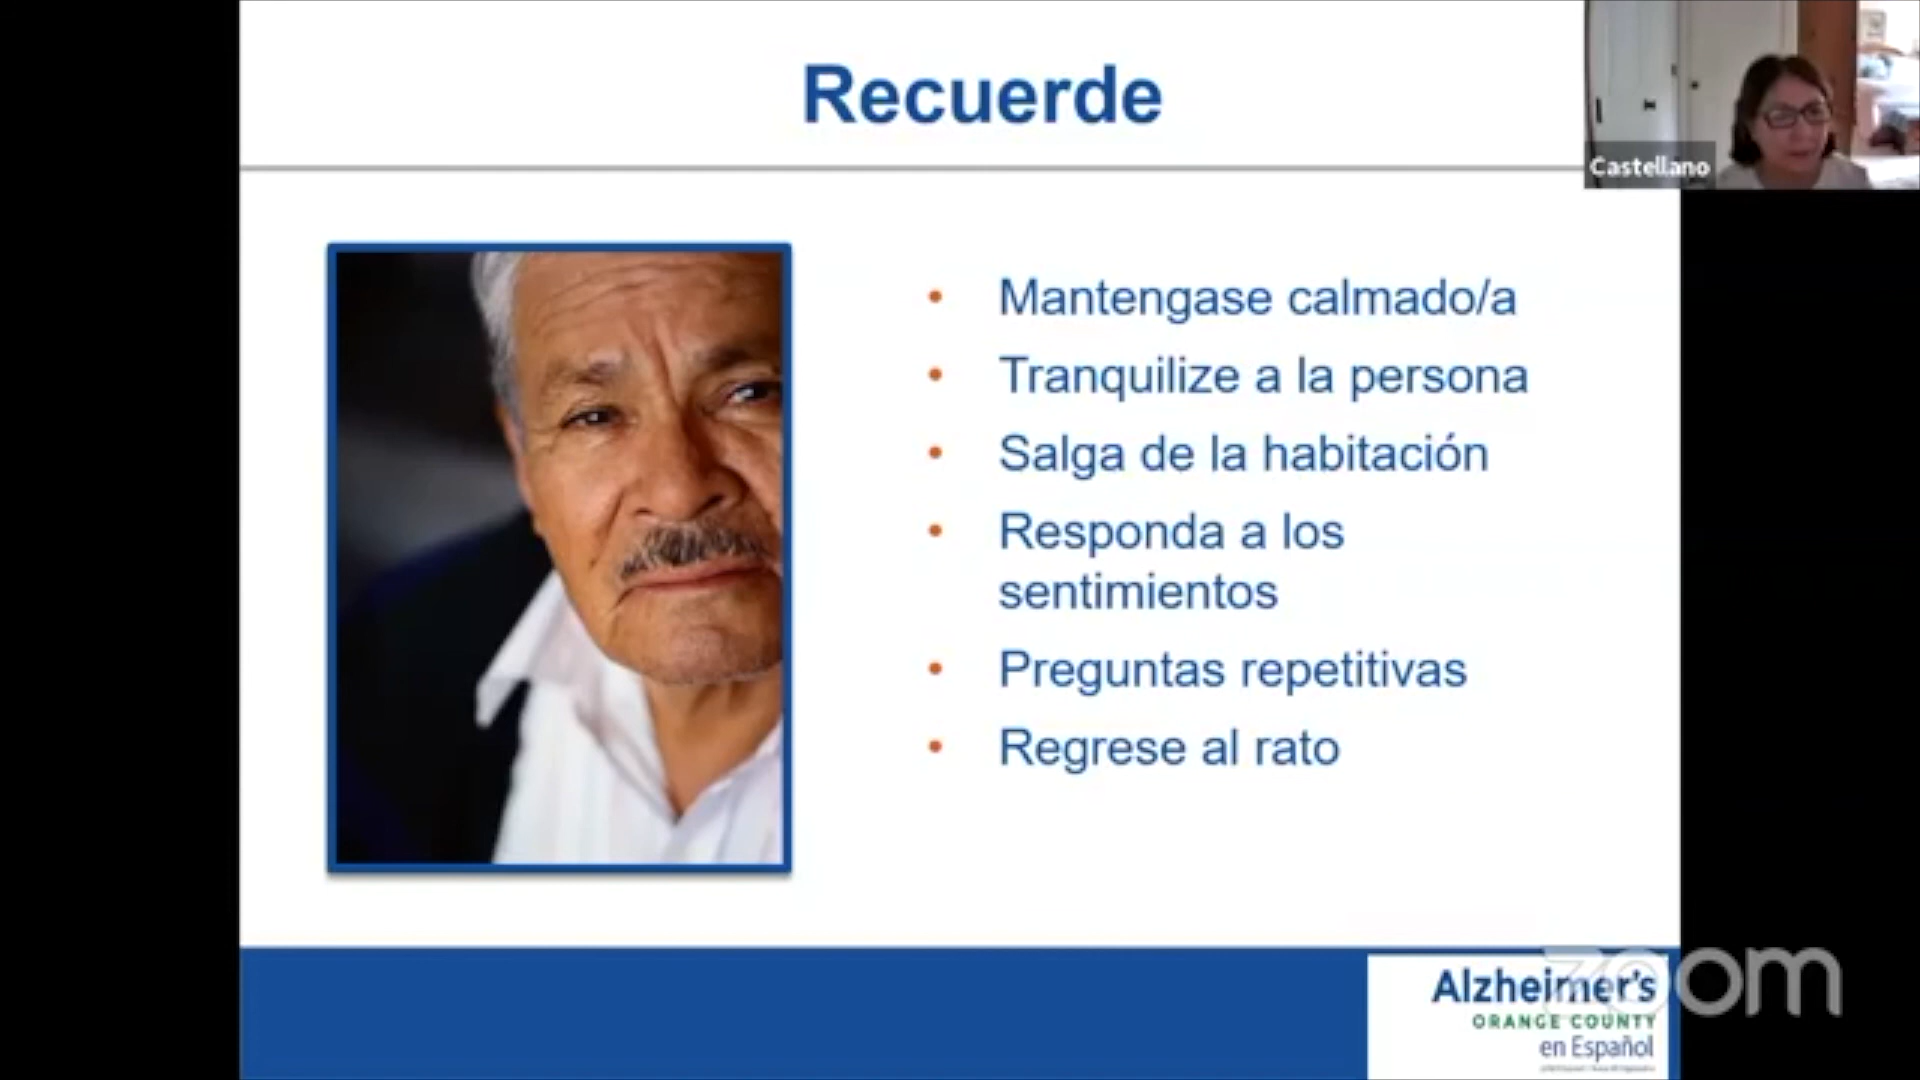 Recuerde
Castellano
• Mantengase calmado/a
• Tranquilize a la persona
• Salga de la habitación
• Responda a los
sentimientos
• Preguntas repetitivas
• Regrese al rato
zoom
Alzheimer's
ORANGE COUNTY
en Español